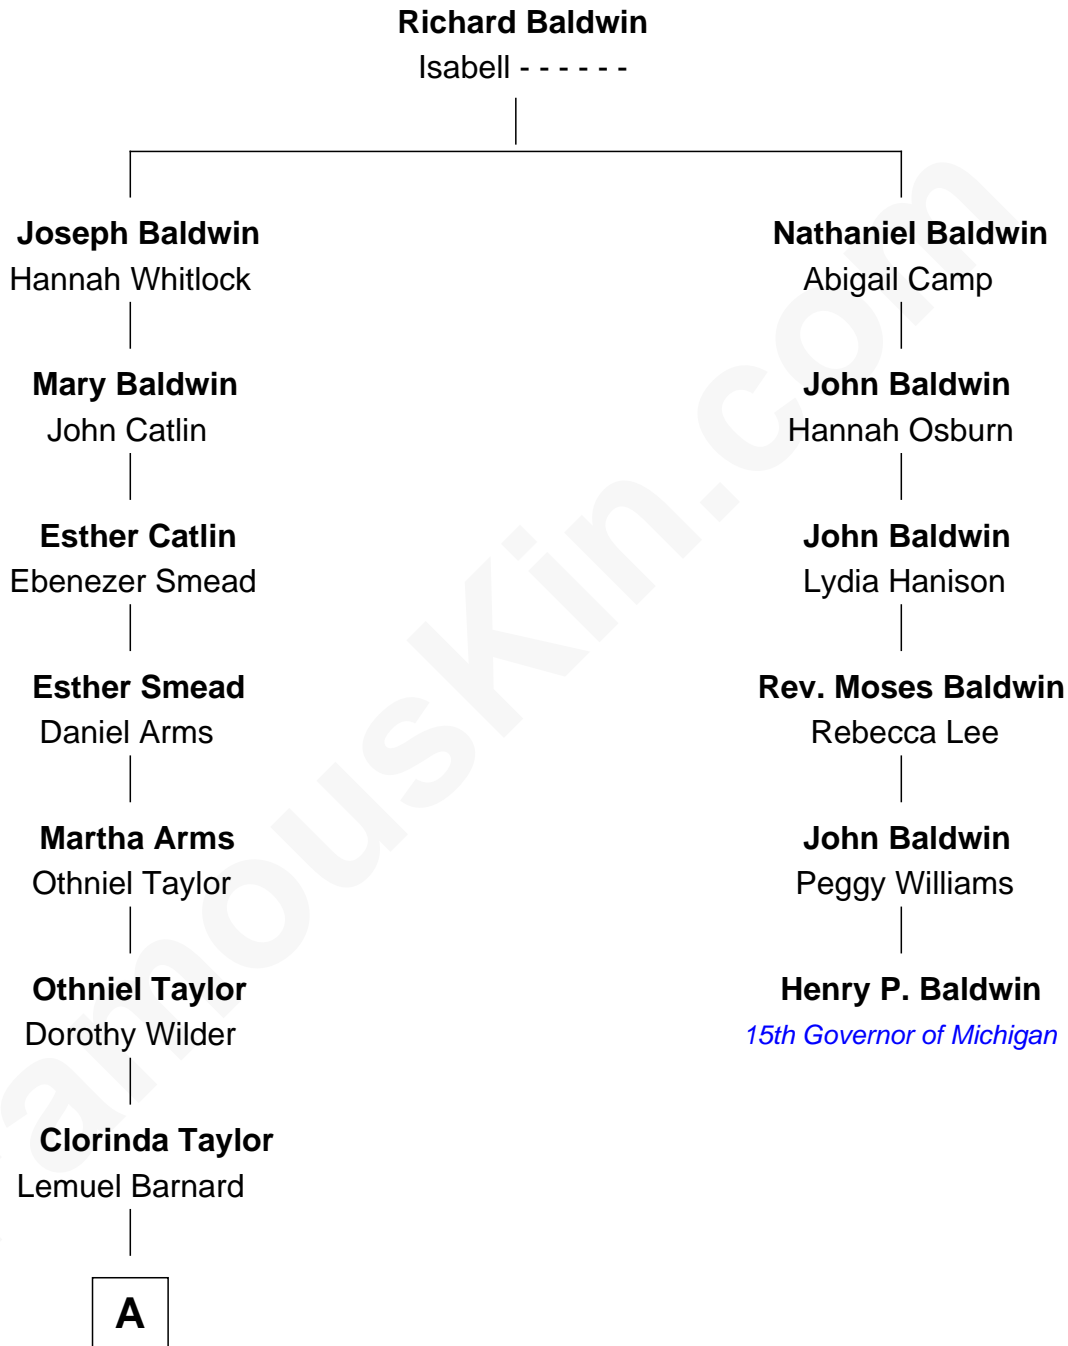 Richard Baldwin
Isabell - - - - - -
Joseph Baldwin
Hannah Whitlock
Nathaniel Baldwin
Abigail Camp
Mary Baldwin
John Catlin
John Baldwin
Hannah Osburn
Esther Catlin
Ebenezer Smead
John Baldwin
Lydia Hanison
Esther Smead
Daniel Arms
Rev. Moses Baldwin
Rebecca Lee
Martha Arms
Othniel Taylor
John Baldwin
Peggy Williams
Othniel Taylor
Dorothy Wilder
Henry P. Baldwin
15th Governor of Michigan
Clorinda Taylor
Lemuel Barnard
A
amousKin.com